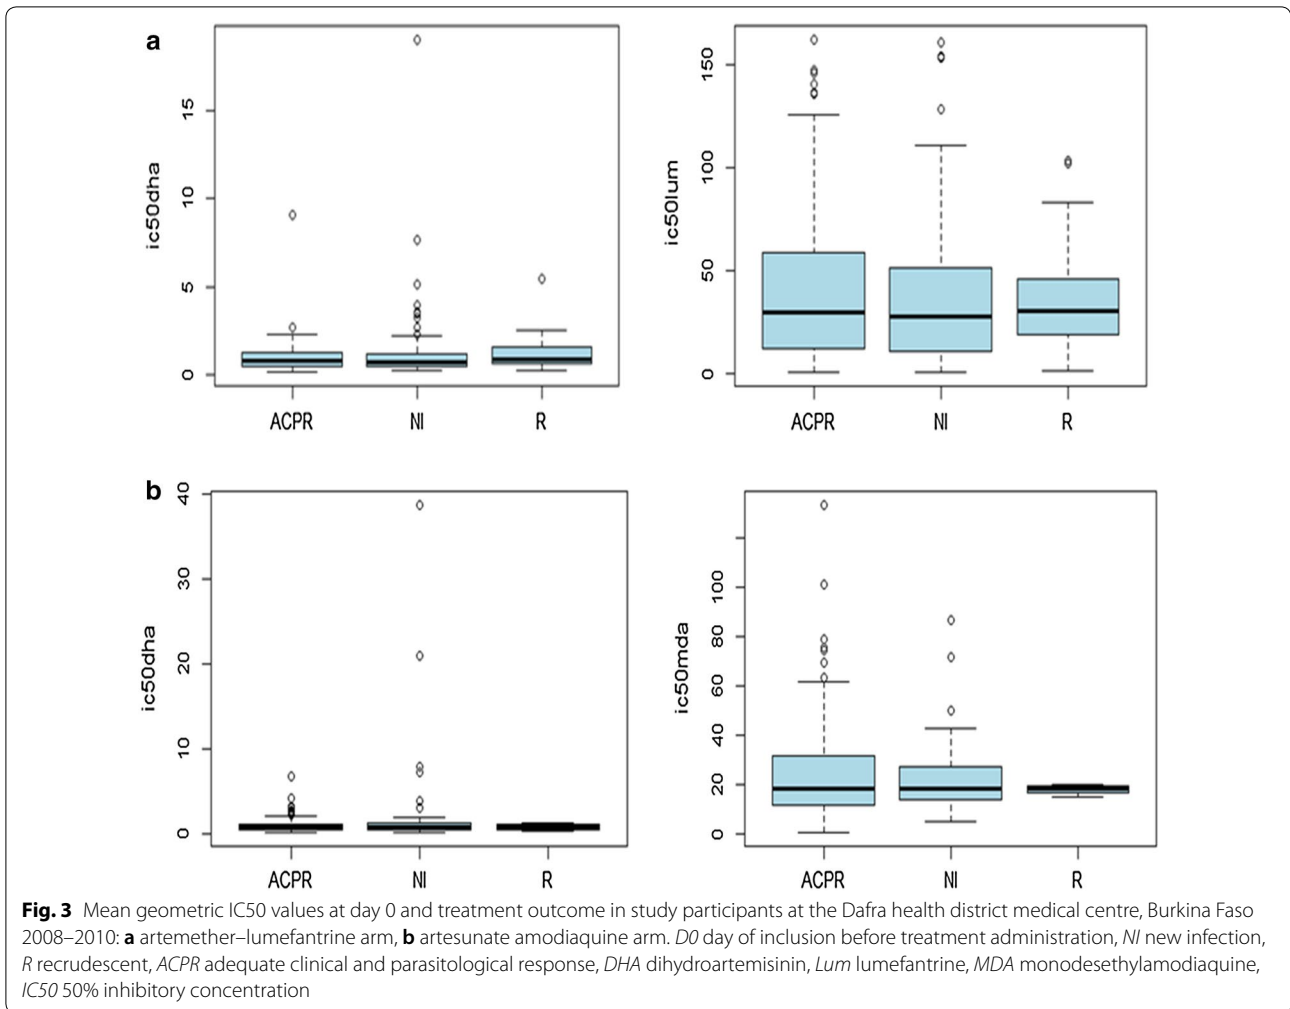 a
ic50dha
15
10
5
0
ACPR NI R
ic50lum
150
100
50
0
ACPR NI R
b
ic50dha
40
30
20
10
0
ACPR NI R
ic50mda
100
80
60
40
20
0
ACPR NI R
Fig. 3 Mean geometric IC50 values at day 0 and treatment outcome in study participants at the Dafra health district medical centre, Burkina Faso
2008–2010: a artemether–lumefantrine arm, b artesunate amodiaquine arm. D0 day of inclusion before treatment administration, NI new infection,
R recrudescent, ACPR adequate clinical and parasitological response, DHA dihydroartemisinin, Lum lumefantrine, MDA monodesethylamodiaquine,
IC50 50% inhibitory concentration